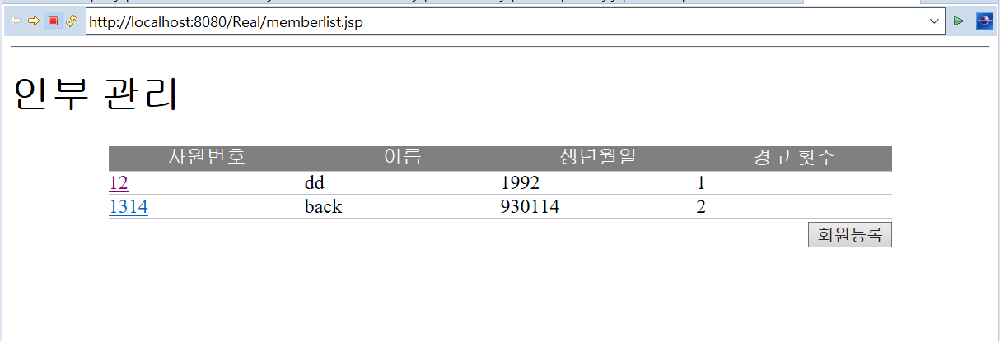 http://localhost:8080/Real/memberlist.jsp
인부 관리
사원번호 이름 생년월일 경고 횟수
12 dd 1992 1
1314 back 930114 2
회원등록